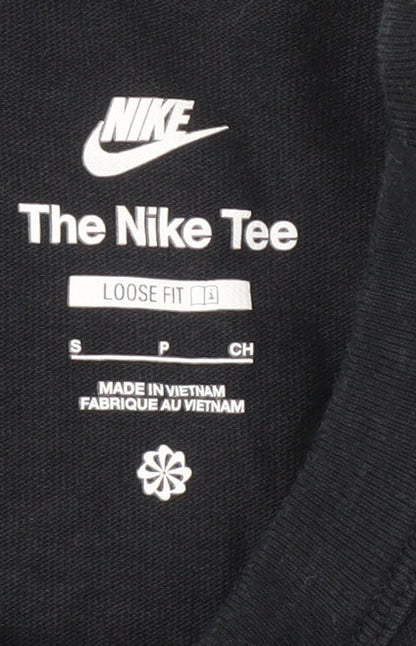 NIKE
The Nike Tee
LOOSE FIT
S P CH
MADE IN VIETNAM
FABRIQUE AU VIETNAM